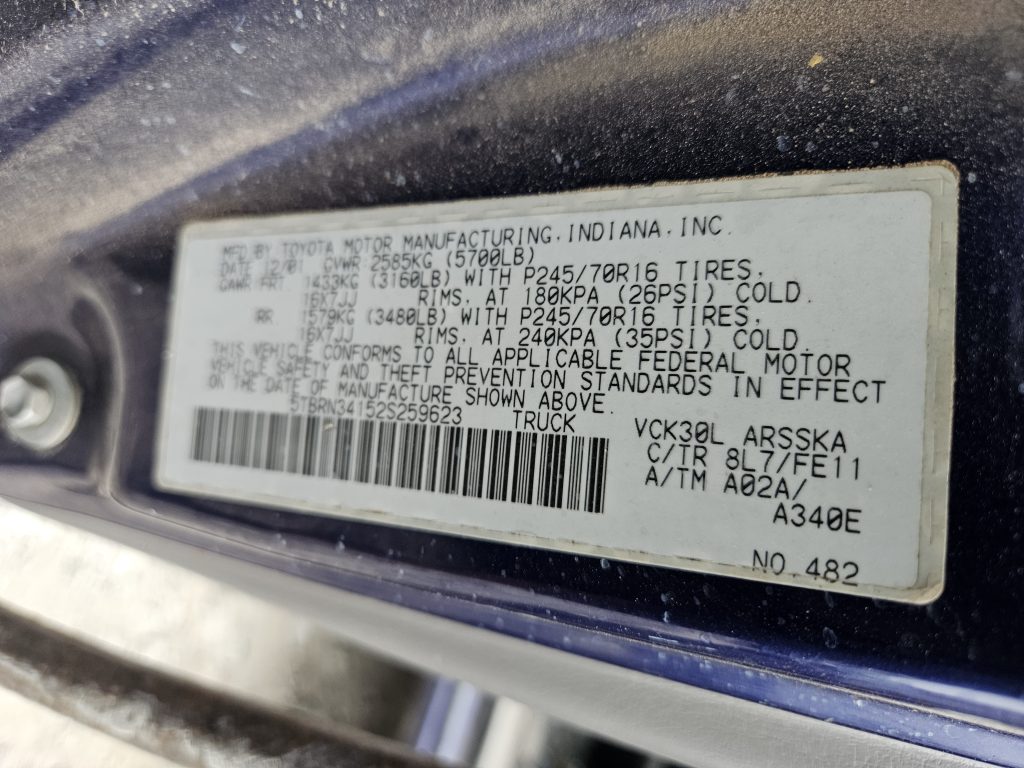 MFD.BY TOYOTA MOTOR MANUFACTURING,INDIANA,INC.
DATE 12/01 GVWR 2585KG (5700LB)
GAWR FRT 1433KG (3160LB) WITH P245/70R16 TIRES,
16X7JJ RIMS, AT 180KPA (26PSI) COLD.
RR 1579KG (3480LB) WITH P245/70R16 TIRES,
16X7JJ RIMS, AT 240KPA (35PSI) COLD.
THIS VEHICLE CONFORMS TO ALL APPLICABLE FEDERAL MOTOR
VEHICLE SAFETY AND THEFT PREVENTION STANDARDS IN EFFECT
ON THE DATE OF MANUFACTURE SHOWN ABOVE.
5TBRN34152S259623 TRUCK
VCK30L ARSSKA
C/TR 8L7/FE11
A/TM A02A/
A340E
NO.482